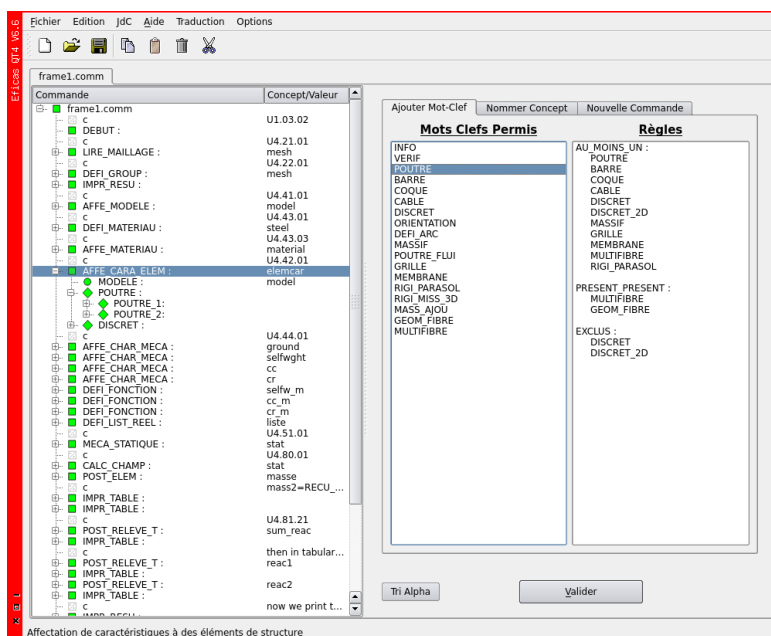 Eficas QT4 V6.6
Fichier Edition JdC Aide Traduction Options
frame1.comm
Commande Concept/Valeur
frame1.comm
c U1.03.02
DEBUT :
c U4.21.01
LIRE_MAILLAGE : mesh
c U4.22.01
DEFI_GROUP : mesh
IMPR_RESU :
c U4.41.01
AFFE_MODELE : model
c U4.43.01
DEFI_MATERIAU : steel
c U4.43.03
AFFE_MATERIAU : material
c U4.42.01
AFFE_CARA_ELEM : elemcar
MODELE : model
POUTRE :
POUTRE_1:
POUTRE_2:
DISCRET :
c U4.44.01
AFFE_CHAR_MECA : ground
AFFE_CHAR_MECA : selfwght
AFFE_CHAR_MECA : cc
AFFE_CHAR_MECA : cr
DEFI_FONCTION : selfw_m
DEFI_FONCTION : cc_m
DEFI_FONCTION : cr_m
DEFI_LIST_REEL : liste
c U4.51.01
MECA_STATIQUE : stat
c U4.80.01
CALC_CHAMP : stat
POST_ELEM : masse
c mass2=RECU_...
IMPR_TABLE :
IMPR_TABLE :
c U4.81.21
POST_RELEVE_T : sum_reac
IMPR_TABLE :
c then in tabular...
POST_RELEVE_T : reac1
IMPR_TABLE :
POST_RELEVE_T : reac2
IMPR_TABLE :
c now we print t...
IMPR_RESU :
Ajouter Mot-Clef Nommer Concept Nouvelle Commande
Mots Clefs Permis
INFO
VERIF
POUTRE
BARRE
COQUE
CABLE
DISCRET
ORIENTATION
DEFI_ARC
MASSIF
POUTRE_FLUI
GRILLE
MEMBRANE
RIGI_PARASOL
RIGI_MISS_3D
MASS_AJOU
GEOM_FIBRE
MULTIFIBRE
Règles
AU_MOINS_UN :
POUTRE
BARRE
COQUE
CABLE
DISCRET
DISCRET_2D
MASSIF
GRILLE
MEMBRANE
MULTIFIBRE
RIGI_PARASOL
PRESENT_PRESENT :
MULTIFIBRE
GEOM_FIBRE
EXCLUS :
DISCRET
DISCRET_2D
Tri Alpha
Valider
Affectation de caractéristiques à des éléments de structure